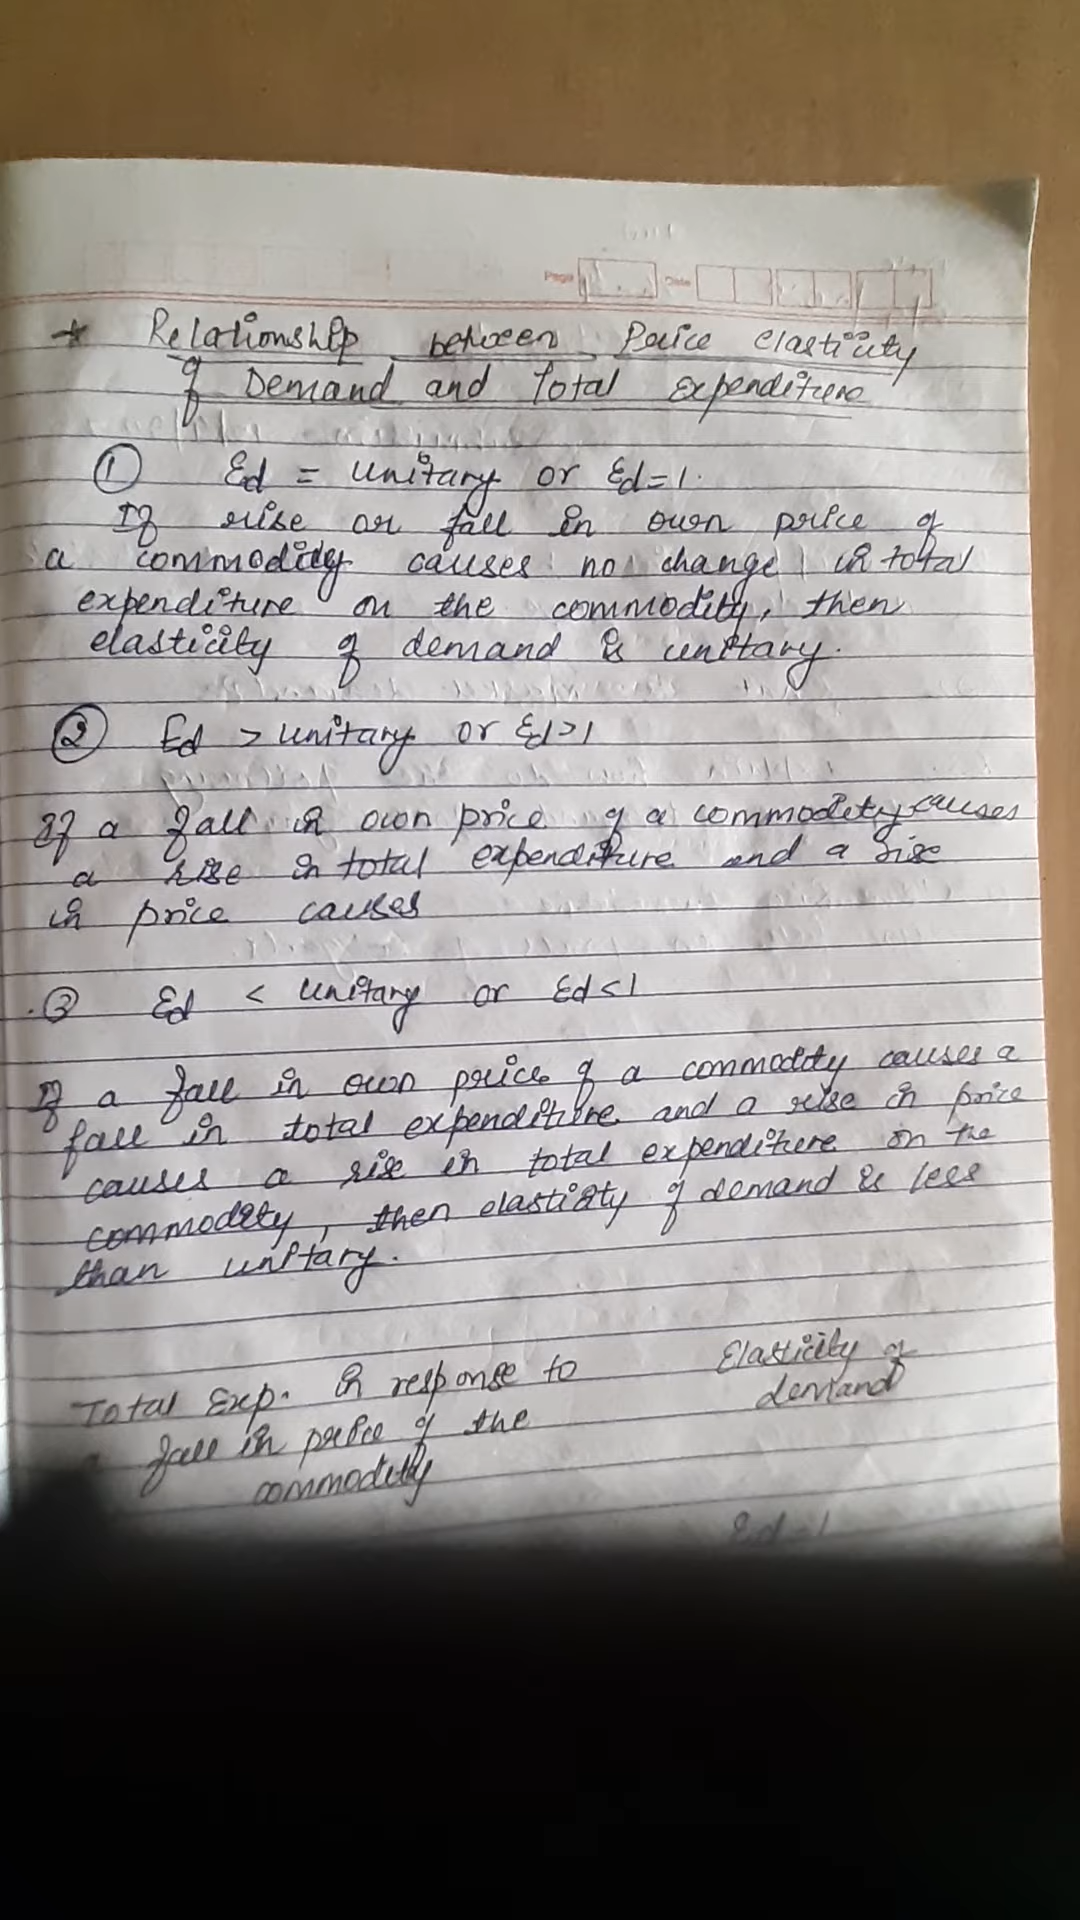 Page Date
* Relationship between Price elasticity
of Demand and Total Expenditure
① Ed = unitary or Ed=1.
If rise or fall in own price of
a commodity causes no change in total
expenditure on the commodity, then
elasticity of demand is unitary.
② Ed > unitary or Ed>1
If a fall in own price of a commodity causes
a rise in total expenditure and a rise
in price causes
③ Ed < unitary or Ed<1
If a fall in own price of a commodity causes a
fall in total expenditure and a rise in price
causes a rise in total expenditure on the
commodity, then elasticity of demand is less
than unitary.
Total Exp. in response to
fall in price of the
commodity
Elasticity of
demand
Ed=1